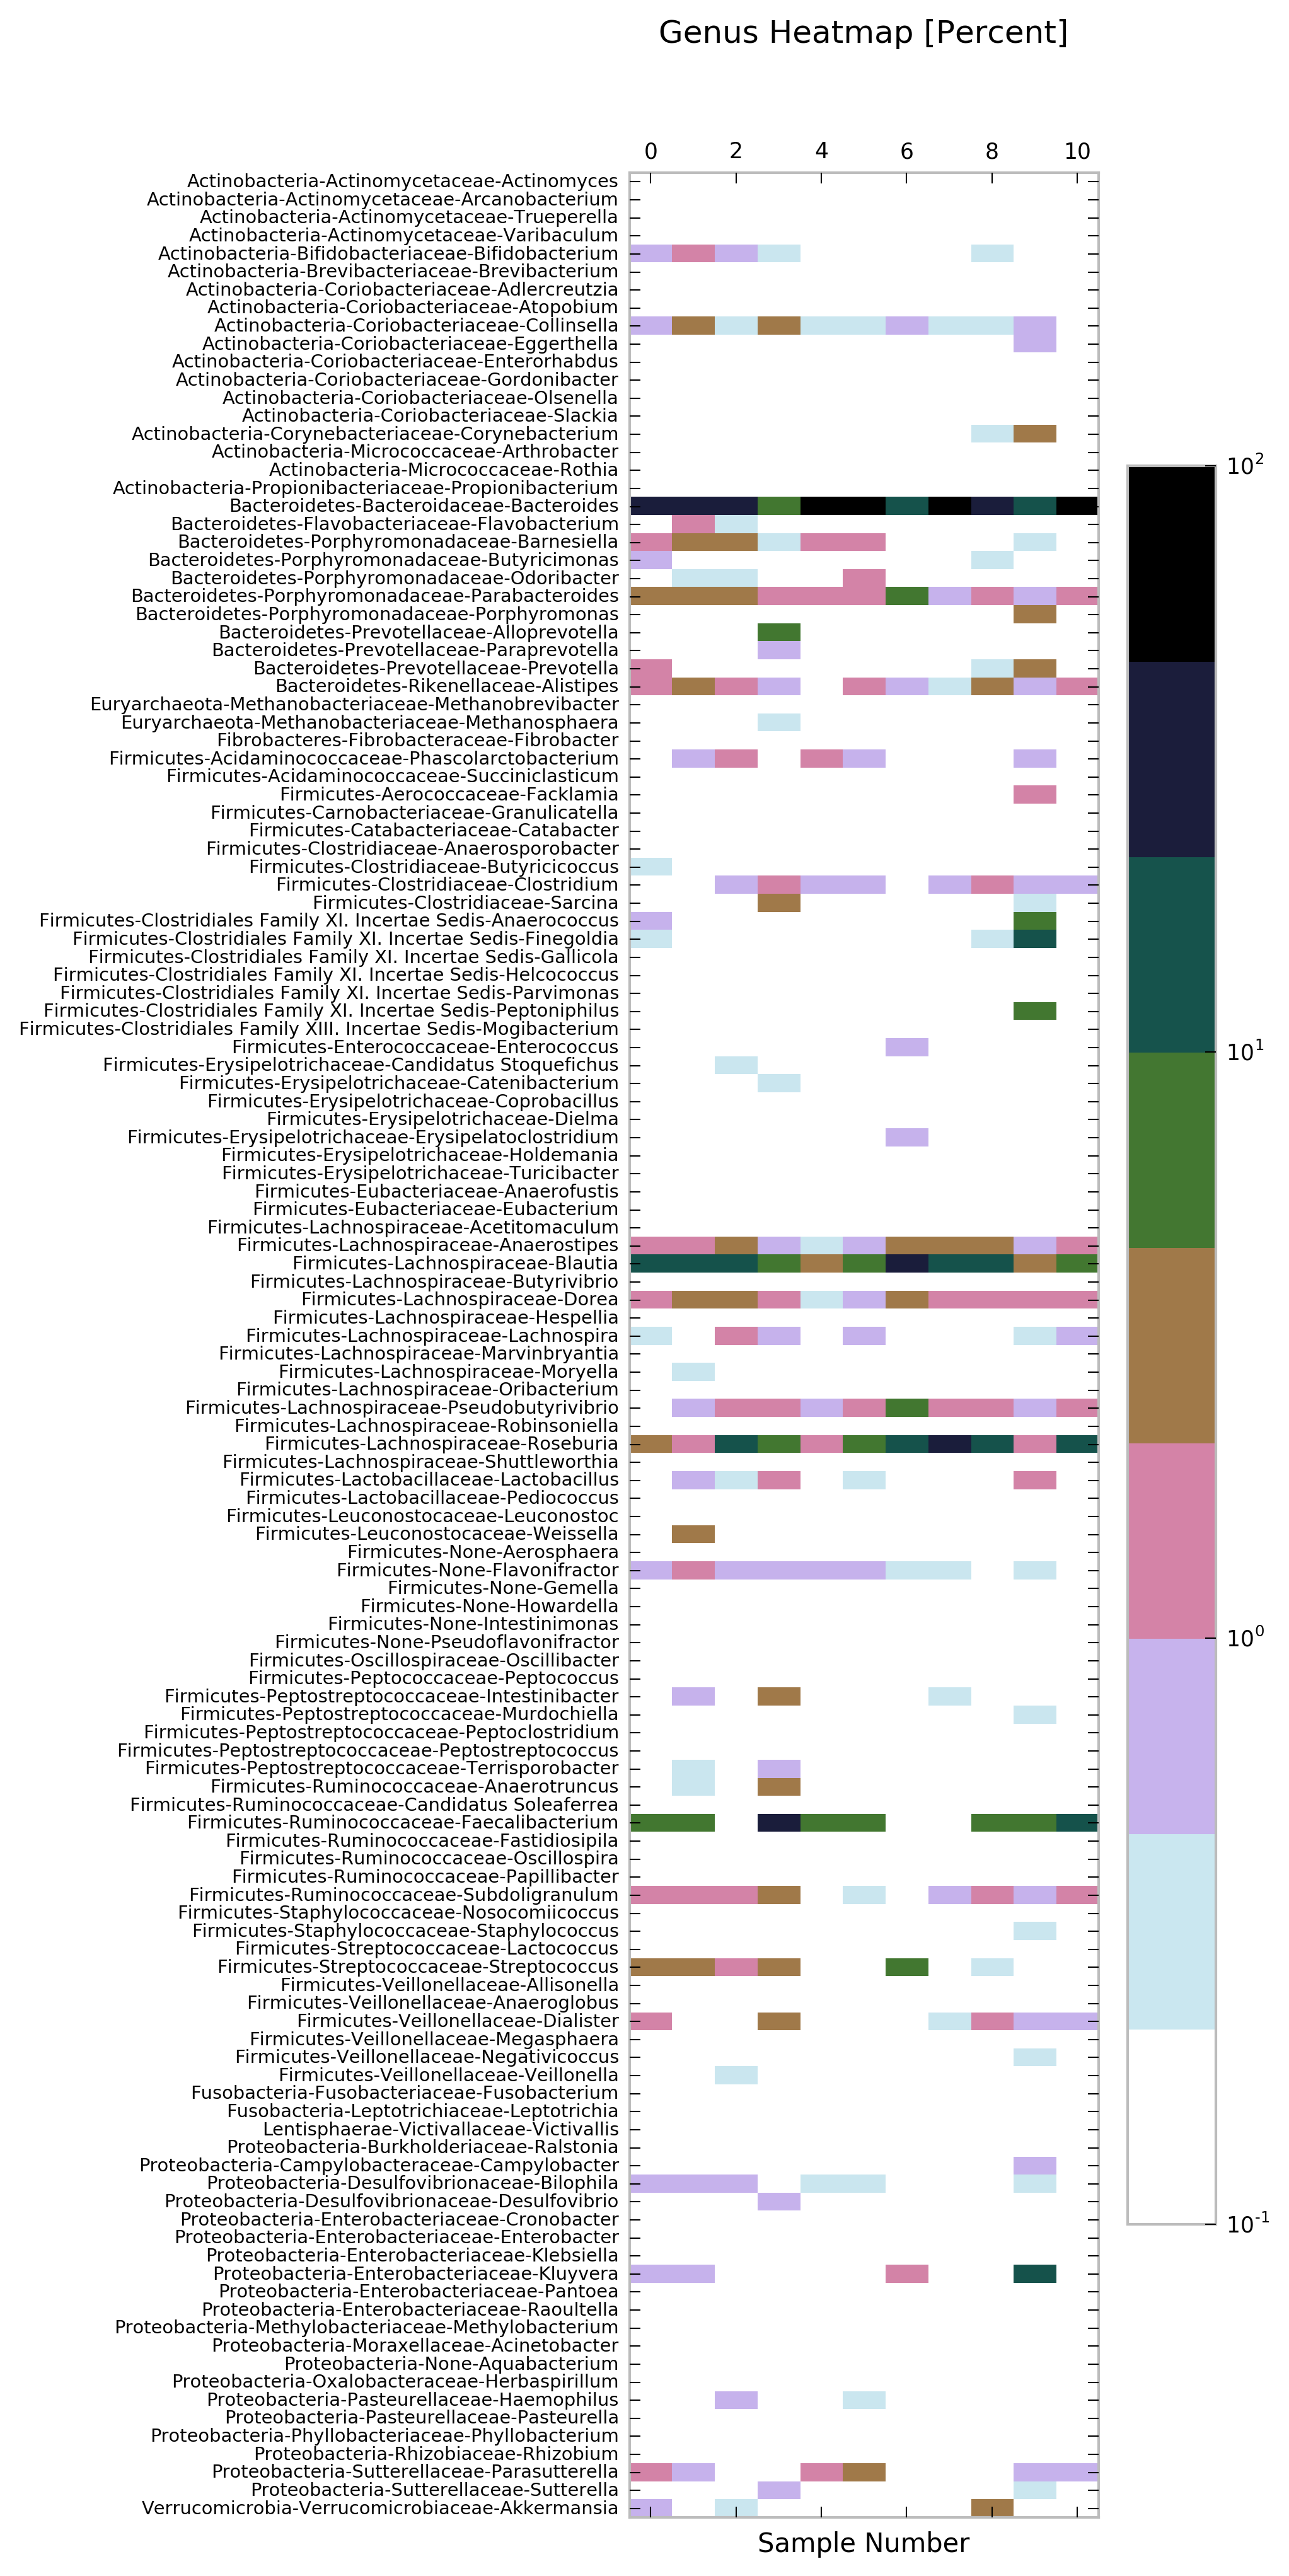 Genus Heatmap [Percent]
0 2 4 6 8 10
Actinobacteria-Actinomycetaceae-Actinomyces
Actinobacteria-Actinomycetaceae-Arcanobacterium
Actinobacteria-Actinomycetaceae-Trueperella
Actinobacteria-Actinomycetaceae-Varibaculum
Actinobacteria-Bifidobacteriaceae-Bifidobacterium
Actinobacteria-Brevibacteriaceae-Brevibacterium
Actinobacteria-Coriobacteriaceae-Adlercreutzia
Actinobacteria-Coriobacteriaceae-Atopobium
Actinobacteria-Coriobacteriaceae-Collinsella
Actinobacteria-Coriobacteriaceae-Eggerthella
Actinobacteria-Coriobacteriaceae-Enterorhabdus
Actinobacteria-Coriobacteriaceae-Gordonibacter
Actinobacteria-Coriobacteriaceae-Olsenella
Actinobacteria-Coriobacteriaceae-Slackia
Actinobacteria-Corynebacteriaceae-Corynebacterium
Actinobacteria-Micrococcaceae-Arthrobacter
Actinobacteria-Micrococcaceae-Rothia
Actinobacteria-Propionibacteriaceae-Propionibacterium
Bacteroidetes-Bacteroidaceae-Bacteroides
Bacteroidetes-Flavobacteriaceae-Flavobacterium
Bacteroidetes-Porphyromonadaceae-Barnesiella
Bacteroidetes-Porphyromonadaceae-Butyricimonas
Bacteroidetes-Porphyromonadaceae-Odoribacter
Bacteroidetes-Porphyromonadaceae-Parabacteroides
Bacteroidetes-Porphyromonadaceae-Porphyromonas
Bacteroidetes-Prevotellaceae-Alloprevotella
Bacteroidetes-Prevotellaceae-Paraprevotella
Bacteroidetes-Prevotellaceae-Prevotella
Bacteroidetes-Rikenellaceae-Alistipes
Euryarchaeota-Methanobacteriaceae-Methanobrevibacter
Euryarchaeota-Methanobacteriaceae-Methanosphaera
Fibrobacteres-Fibrobacteraceae-Fibrobacter
Firmicutes-Acidaminococcaceae-Phascolarctobacterium
Firmicutes-Acidaminococcaceae-Succiniclasticum
Firmicutes-Aerococcaceae-Facklamia
Firmicutes-Carnobacteriaceae-Granulicatella
Firmicutes-Catabacteriaceae-Catabacter
Firmicutes-Clostridiaceae-Anaerosporobacter
Firmicutes-Clostridiaceae-Butyricicoccus
Firmicutes-Clostridiaceae-Clostridium
Firmicutes-Clostridiaceae-Sarcina
Firmicutes-Clostridiales Family XI. Incertae Sedis-Anaerococcus
Firmicutes-Clostridiales Family XI. Incertae Sedis-Finegoldia
Firmicutes-Clostridiales Family XI. Incertae Sedis-Gallicola
Firmicutes-Clostridiales Family XI. Incertae Sedis-Helcococcus
Firmicutes-Clostridiales Family XI. Incertae Sedis-Parvimonas
Firmicutes-Clostridiales Family XI. Incertae Sedis-Peptoniphilus
Firmicutes-Clostridiales Family XIII. Incertae Sedis-Mogibacterium
Firmicutes-Enterococcaceae-Enterococcus
Firmicutes-Erysipelotrichaceae-Candidatus Stoquefichus
Firmicutes-Erysipelotrichaceae-Catenibacterium
Firmicutes-Erysipelotrichaceae-Coprobacillus
Firmicutes-Erysipelotrichaceae-Dielma
Firmicutes-Erysipelotrichaceae-Erysipelatoclostridium
Firmicutes-Erysipelotrichaceae-Holdemania
Firmicutes-Erysipelotrichaceae-Turicibacter
Firmicutes-Eubacteriaceae-Anaerofustis
Firmicutes-Eubacteriaceae-Eubacterium
Firmicutes-Lachnospiraceae-Acetitomaculum
Firmicutes-Lachnospiraceae-Anaerostipes
Firmicutes-Lachnospiraceae-Blautia
Firmicutes-Lachnospiraceae-Butyrivibrio
Firmicutes-Lachnospiraceae-Dorea
Firmicutes-Lachnospiraceae-Hespellia
Firmicutes-Lachnospiraceae-Lachnospira
Firmicutes-Lachnospiraceae-Marvinbryantia
Firmicutes-Lachnospiraceae-Moryella
Firmicutes-Lachnospiraceae-Oribacterium
Firmicutes-Lachnospiraceae-Pseudobutyrivibrio
Firmicutes-Lachnospiraceae-Robinsoniella
Firmicutes-Lachnospiraceae-Roseburia
Firmicutes-Lachnospiraceae-Shuttleworthia
Firmicutes-Lactobacillaceae-Lactobacillus
Firmicutes-Lactobacillaceae-Pediococcus
Firmicutes-Leuconostocaceae-Leuconostoc
Firmicutes-Leuconostocaceae-Weissella
Firmicutes-None-Aerosphaera
Firmicutes-None-Flavonifractor
Firmicutes-None-Gemella
Firmicutes-None-Howardella
Firmicutes-None-Intestinimonas
Firmicutes-None-Pseudoflavonifractor
Firmicutes-Oscillospiraceae-Oscillibacter
Firmicutes-Peptococcaceae-Peptococcus
Firmicutes-Peptostreptococcaceae-Intestinibacter
Firmicutes-Peptostreptococcaceae-Murdochiella
Firmicutes-Peptostreptococcaceae-Peptoclostridium
Firmicutes-Peptostreptococcaceae-Peptostreptococcus
Firmicutes-Peptostreptococcaceae-Terrisporobacter
Firmicutes-Ruminococcaceae-Anaerotruncus
Firmicutes-Ruminococcaceae-Candidatus Soleaferrea
Firmicutes-Ruminococcaceae-Faecalibacterium
Firmicutes-Ruminococcaceae-Fastidiosipila
Firmicutes-Ruminococcaceae-Oscillospira
Firmicutes-Ruminococcaceae-Papillibacter
Firmicutes-Ruminococcaceae-Subdoligranulum
Firmicutes-Staphylococcaceae-Nosocomiicoccus
Firmicutes-Staphylococcaceae-Staphylococcus
Firmicutes-Streptococcaceae-Lactococcus
Firmicutes-Streptococcaceae-Streptococcus
Firmicutes-Veillonellaceae-Allisonella
Firmicutes-Veillonellaceae-Anaeroglobus
Firmicutes-Veillonellaceae-Dialister
Firmicutes-Veillonellaceae-Megasphaera
Firmicutes-Veillonellaceae-Negativicoccus
Firmicutes-Veillonellaceae-Veillonella
Fusobacteria-Fusobacteriaceae-Fusobacterium
Fusobacteria-Leptotrichiaceae-Leptotrichia
Lentisphaerae-Victivallaceae-Victivallis
Proteobacteria-Burkholderiaceae-Ralstonia
Proteobacteria-Campylobacteraceae-Campylobacter
Proteobacteria-Desulfovibrionaceae-Bilophila
Proteobacteria-Desulfovibrionaceae-Desulfovibrio
Proteobacteria-Enterobacteriaceae-Cronobacter
Proteobacteria-Enterobacteriaceae-Enterobacter
Proteobacteria-Enterobacteriaceae-Klebsiella
Proteobacteria-Enterobacteriaceae-Kluyvera
Proteobacteria-Enterobacteriaceae-Pantoea
Proteobacteria-Enterobacteriaceae-Raoultella
Proteobacteria-Methylobacteriaceae-Methylobacterium
Proteobacteria-Moraxellaceae-Acinetobacter
Proteobacteria-None-Aquabacterium
Proteobacteria-Oxalobacteraceae-Herbaspirillum
Proteobacteria-Pasteurellaceae-Haemophilus
Proteobacteria-Pasteurellaceae-Pasteurella
Proteobacteria-Phyllobacteriaceae-Phyllobacterium
Proteobacteria-Rhizobiaceae-Rhizobium
Proteobacteria-Sutterellaceae-Parasutterella
Proteobacteria-Sutterellaceae-Sutterella
Verrucomicrobia-Verrucomicrobiaceae-Akkermansia
Sample Number
10²
10¹
10⁰
10⁻¹